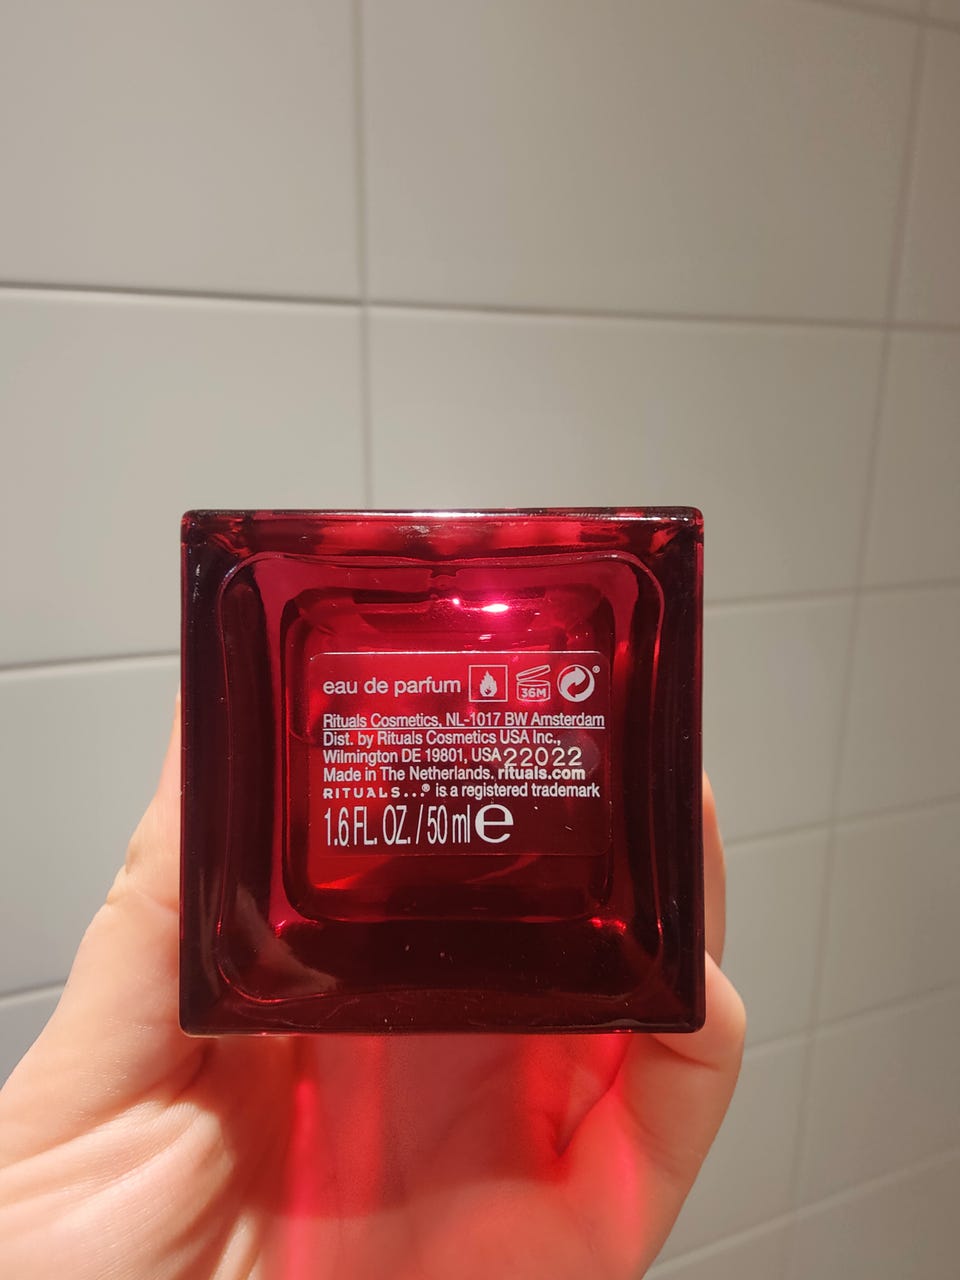 eau de parfum 36M ®
Rituals Cosmetics, NL-1017 BW Amsterdam
Dist. by Rituals Cosmetics USA Inc.,
Wilmington DE 19801, USA 22022
Made in The Netherlands. rituals.com
RITUALS...® is a registered trademark
1.6 FL. OZ. / 50 ml e